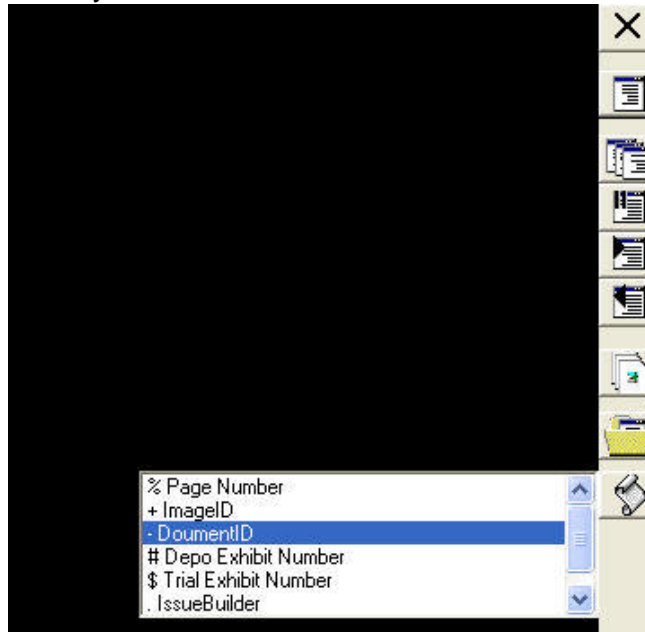 % Page Number
+ ImageID
- DoumentID
# Depo Exhibit Number
$ Trial Exhibit Number
. IssueBuilder